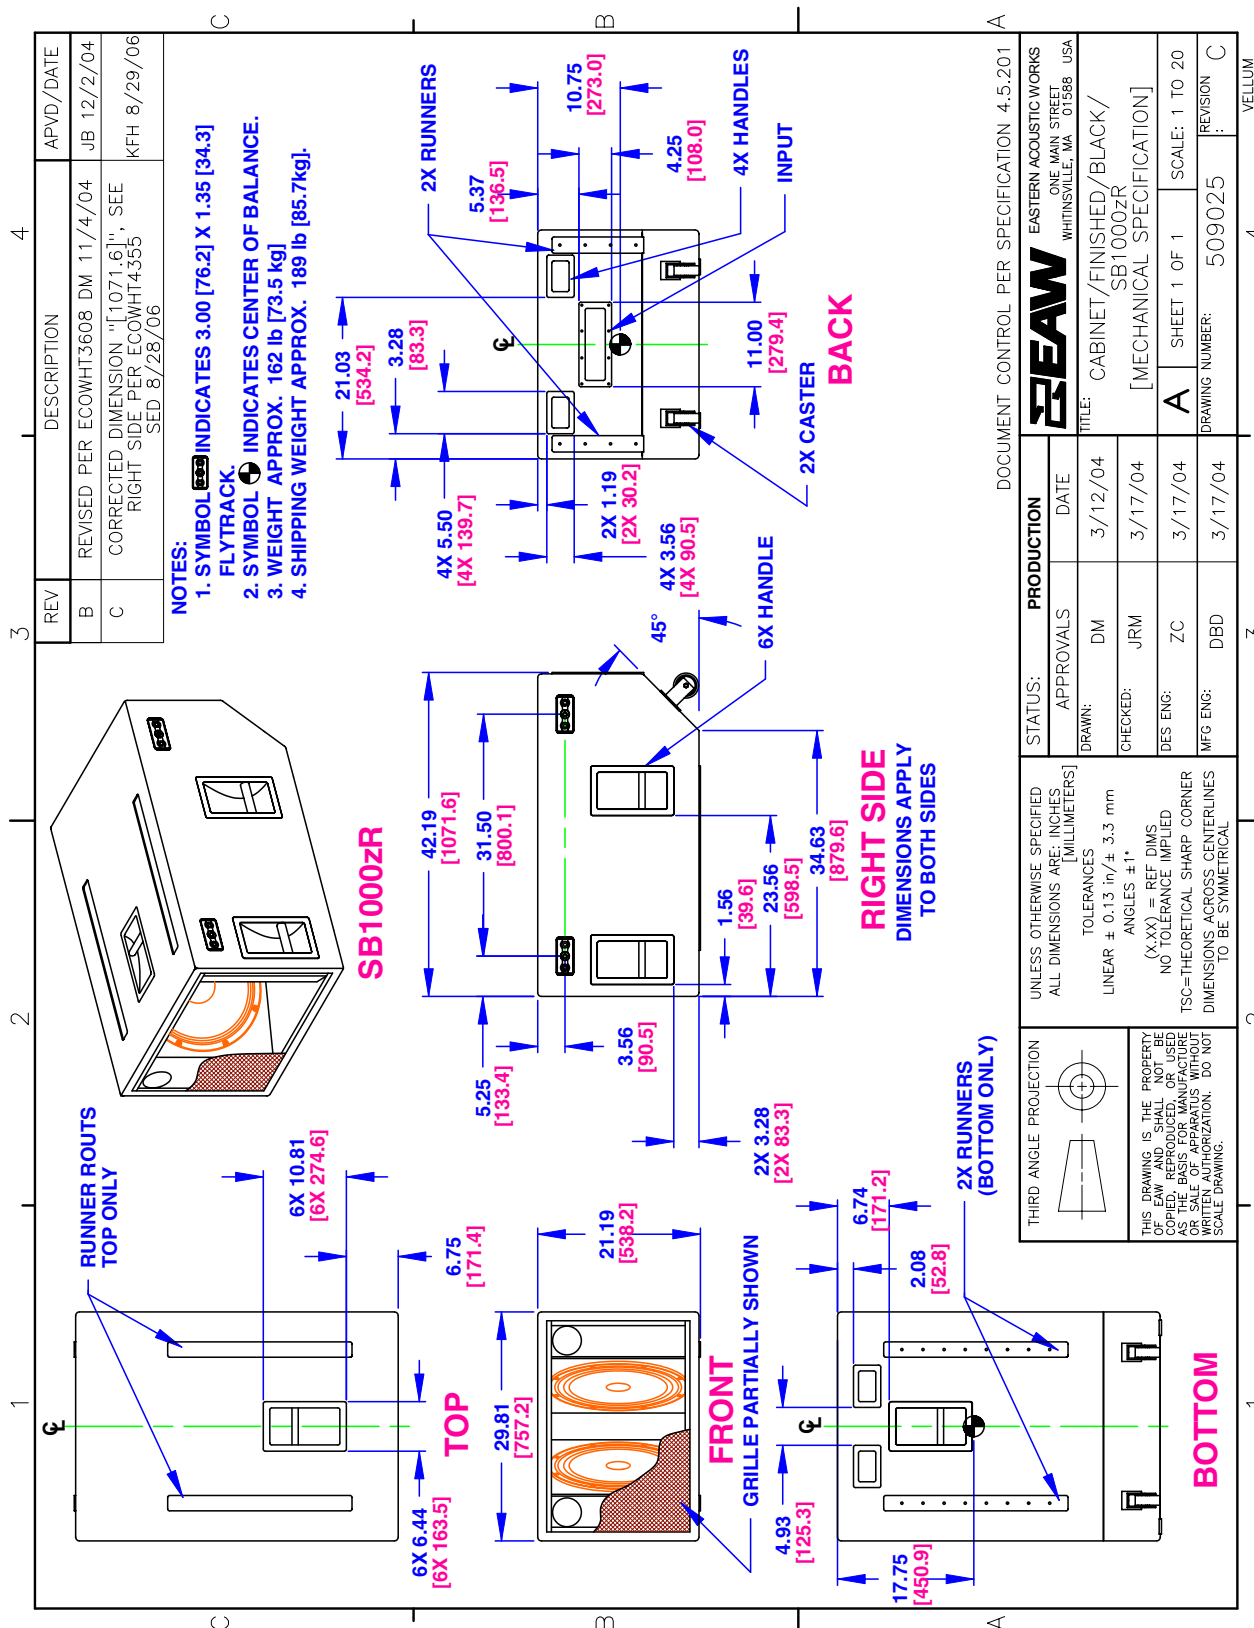 REV
DESCRIPTION
APVD/DATE
B
REVISED PER ECOWHT3608 DM 11/4/04
JB 12/2/04
C
CORRECTED DIMENSION "[1071.6]", SEE
RIGHT SIDE PER ECOWHT4355
SED 8/28/06
KFH 8/29/06
NOTES:
1. SYMBOL INDICATES 3.00 [76.2] X 1.35 [34.3]
FLYTRACK.
2. SYMBOL INDICATES CENTER OF BALANCE.
3. WEIGHT APPROX. 162 lb [73.5 kg]
4. SHIPPING WEIGHT APPROX. 189 lb [85.7kg].
1
2
3
4
C
B
A
RUNNER ROUTS
TOP ONLY
6X 10.81
[6X 274.6]
6.75
[171.4]
6X 6.44
[6X 163.5]
TOP
SB1000zR
29.81
[757.2]
21.19
[538.2]
FRONT
GRILLE PARTIALLY SHOWN
42.19
[1071.6]
31.50
[800.1]
5.25
[133.4]
3.56
[90.5]
2X 3.28
[2X 83.3]
1.56
[39.6]
23.56
[598.5]
34.63
[879.6]
45°
6X HANDLE
RIGHT SIDE
DIMENSIONS APPLY
TO BOTH SIDES
2X RUNNERS
21.03
[534.2]
3.28
[83.3]
4X 5.50
[4X 139.7]
2X 1.19
[2X 30.2]
4X 3.56
[4X 90.5]
5.37
[136.5]
10.75
[273.0]
4.25
[108.0]
4X HANDLES
INPUT
11.00
[279.4]
2X CASTER
BACK
4.93
[125.3]
17.75
[450.9]
6.74
[171.2]
2.08
[52.8]
2X RUNNERS
(BOTTOM ONLY)
BOTTOM
DOCUMENT CONTROL PER SPECIFICATION 4.5.201
THIRD ANGLE PROJECTION
THIS DRAWING IS THE PROPERTY
OF EAW AND SHALL NOT BE
COPIED, REPRODUCED, OR USED
AS THE BASIS FOR MANUFACTURE
OR SALE OF APPARATUS WITHOUT
WRITTEN AUTHORIZATION. DO NOT
SCALE DRAWING.
UNLESS OTHERWISE SPECIFIED
ALL DIMENSIONS ARE: INCHES
[MILLIMETERS]
TOLERANCES
LINEAR ± 0.13 in/± 3.3 mm
ANGLES ±1°
(X.XX) = REF DIMS
NO TOLERANCE IMPLIED
TSC=THEORETICAL SHARP CORNER
DIMENSIONS ACROSS CENTERLINES
TO BE SYMMETRICAL
STATUS: PRODUCTION
APPROVALS
DATE
DRAWN: DM 3/12/04
CHECKED: JRM 3/17/04
DES ENG: ZC 3/17/04
MFG ENG: DBD 3/17/04
EAW
EASTERN ACOUSTIC WORKS
ONE MAIN STREET
WHITINSVILLE, MA 01588 USA
TITLE:
CABINET/FINISHED/BLACK/
SB1000zR
[MECHANICAL SPECIFICATION]
A
SHEET 1 OF 1
SCALE: 1 TO 20
DRAWING NUMBER:
509025
REVISION
:
C
VELLUM